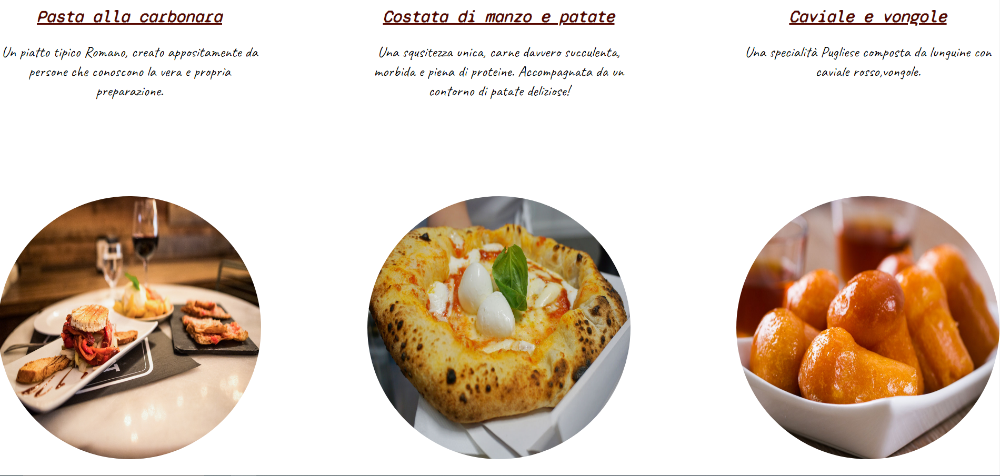 Pasta alla carbonara
Un piatto tipico Romano, creato appositamente da
persone che conoscono la vera e propria
preparazione.
Costata di manzo e patate
Una squsitezza unica, carne davvero succulenta,
morbida e piena di proteine. Accompagnata da un
contorno di patate deliziose!
Caviale e vongole
Una specialità Pugliese composta da lunguine con
caviale rosso,vongole.